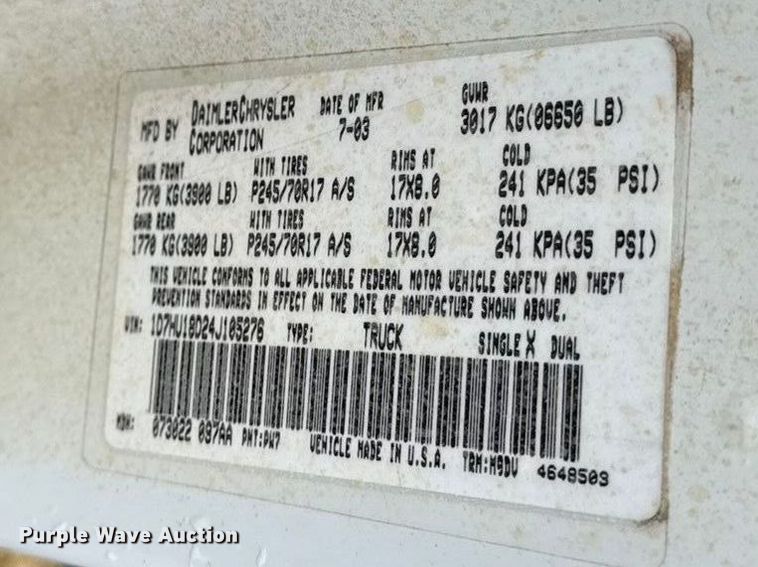 MFD BY DAIMLERCHRYSLER CORPORATION DATE OF MFR 7-03 GVWR 3017 KG(06650 LB)
GAWR FRONT WITH TIRES RIMS AT COLD
1770 KG(3900 LB) P245/70R17 A/S 17X8.0 241 KPA(35 PSI)
GAWR REAR WITH TIRES RIMS AT COLD
1770 KG(3900 LB) P245/70R17 A/S 17X8.0 241 KPA(35 PSI)
THIS VEHICLE CONFORMS TO ALL APPLICABLE FEDERAL MOTOR VEHICLE SAFETY AND THEFT
PREVENTION STANDARDS IN EFFECT ON THE DATE OF MANUFACTURE SHOWN ABOVE.
VIN: 1D7HU18D24J105276 TYPE: TRUCK SINGLE X DUAL
MDH: 073022 097AA PNT:PW7 VEHICLE MADE IN U.S.A. TRM:M9DV 4648509
Purple Wave Auction